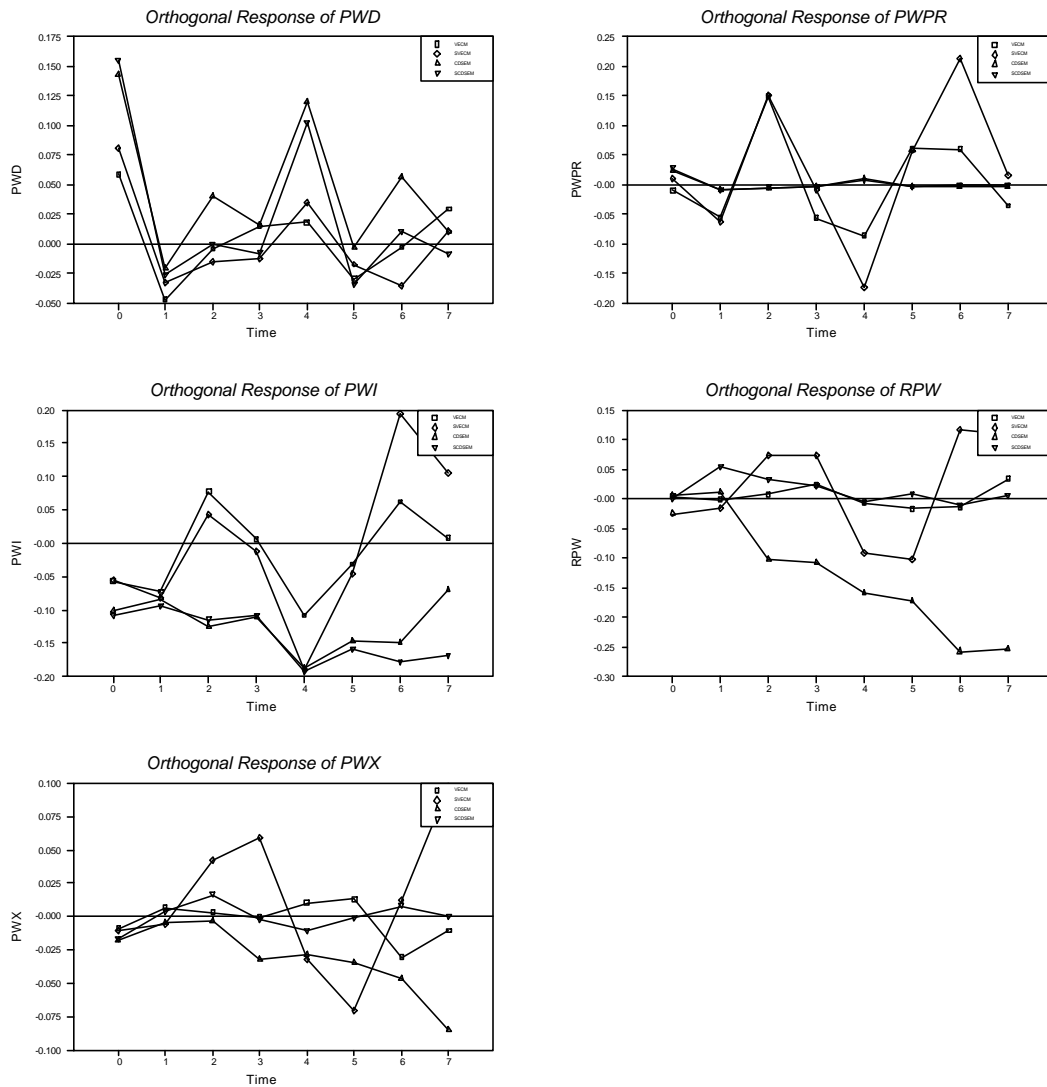 Orthogonal Response of PWD
0.175
0.150
0.125
0.100
0.075
0.050
0.025
0.000
-0.025
-0.050
PWD
0 1 2 3 4 5 6 7
Time
VECM
SVECM
CDSEM
SCDSEM
Orthogonal Response of PWPR
0.25
0.20
0.15
0.10
0.05
-0.00
-0.05
-0.10
-0.15
-0.20
PWPR
0 1 2 3 4 5 6 7
Time
VECM
SVECM
CDSEM
SCDSEM
Orthogonal Response of PWI
0.20
0.15
0.10
0.05
-0.00
-0.05
-0.10
-0.15
-0.20
PWI
0 1 2 3 4 5 6 7
Time
VECM
SVECM
CDSEM
SCDSEM
Orthogonal Response of RPW
0.15
0.10
0.05
-0.00
-0.05
-0.10
-0.15
-0.20
-0.25
-0.30
RPW
0 1 2 3 4 5 6 7
Time
VECM
SVECM
CDSEM
SCDSEM
Orthogonal Response of PWX
0.100
0.075
0.050
0.025
-0.000
-0.025
-0.050
-0.075
-0.100
PWX
0 1 2 3 4 5 6 7
Time
VECM
SVECM
CDSEM
SCDSEM